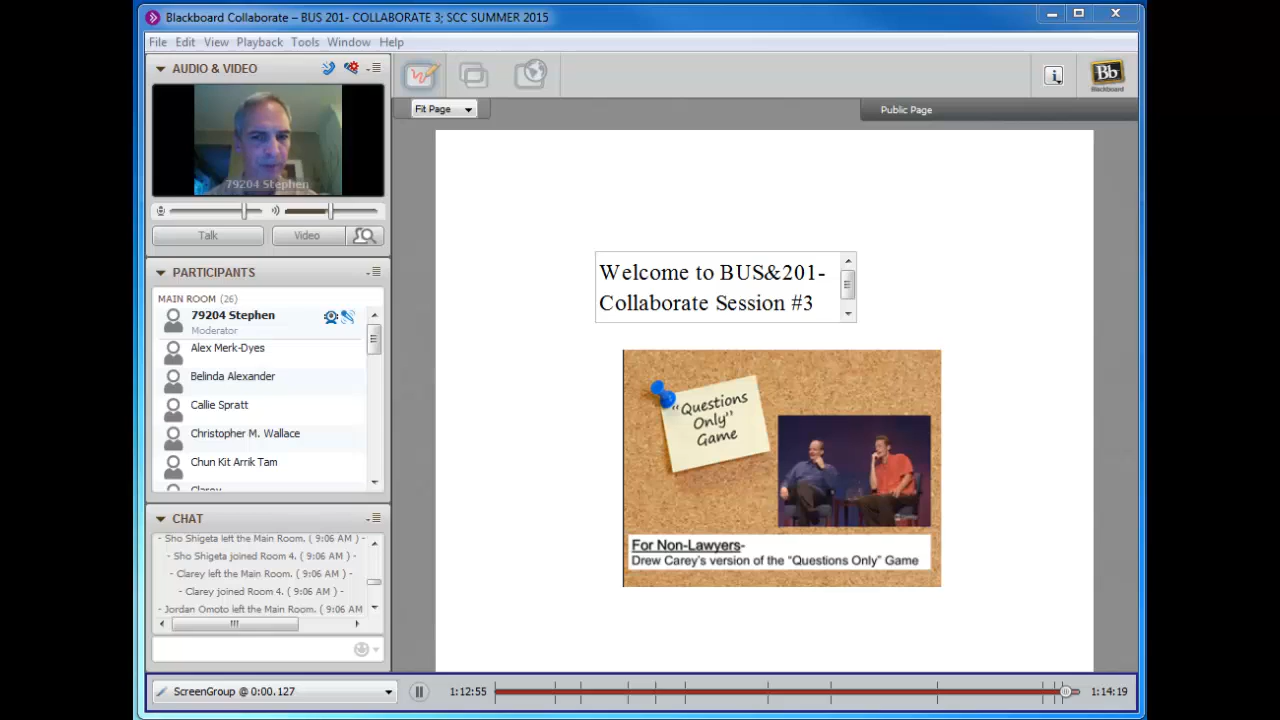 Blackboard Collaborate – BUS 201- COLLABORATE 3; SCC SUMMER 2015
File Edit View Playback Tools Window Help
AUDIO & VIDEO
79204 Stephen
Talk Video
PARTICIPANTS
MAIN ROOM (26)
79204 Stephen
Moderator
Alex Merk-Dyes
Belinda Alexander
Callie Spratt
Christopher M. Wallace
Chun Kit Arrik Tam
Clarey
CHAT
- Sho Shigeta left the Main Room. ( 9:06 AM ) -
- Sho Shigeta joined Room 4. ( 9:06 AM ) -
- Clarey left the Main Room. ( 9:06 AM ) -
- Clarey joined Room 4. ( 9:06 AM ) -
- Jordan Omoto left the Main Room. ( 9:06 AM
Bb
Blackboard
Fit Page
Public Page
Welcome to BUS&201-
Collaborate Session #3
"Questions
Only"
Game
For Non-Lawyers-
Drew Carey's version of the "Questions Only" Game
ScreenGroup @ 0:00.127
1:12:55
1:14:19